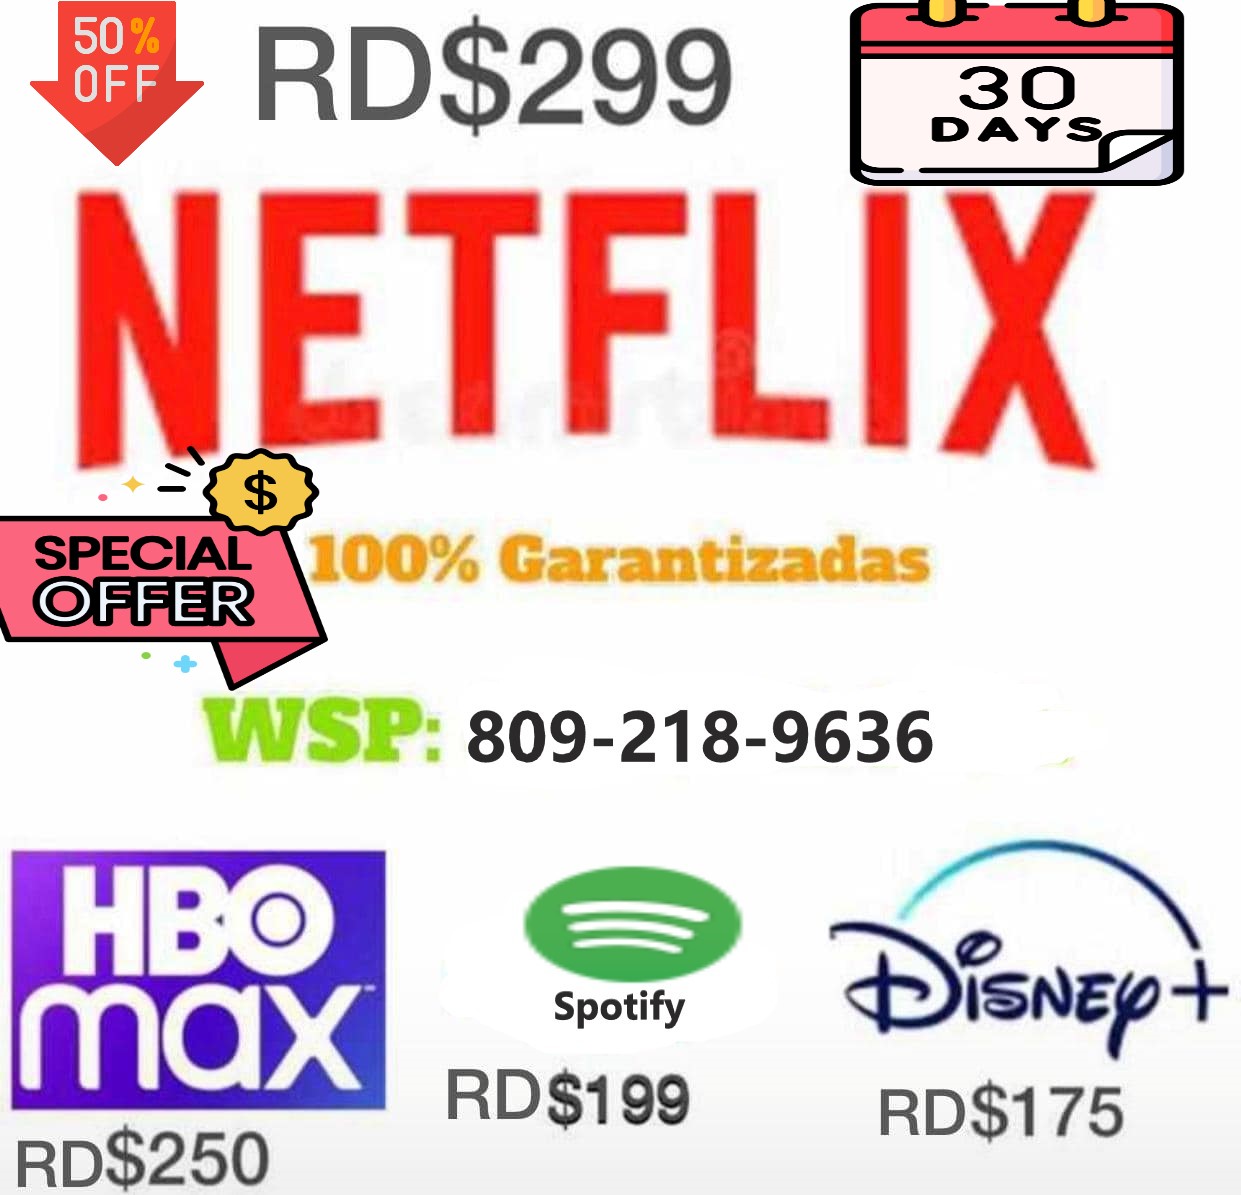 50%
OFF
RD$299
30
DAYS
NETFLIX
SPECIAL
OFFER
100% Garantizadas
WSP: 809-218-9636
HBO
max
RD$250
Spotify
RD$199
Disney+
RD$175